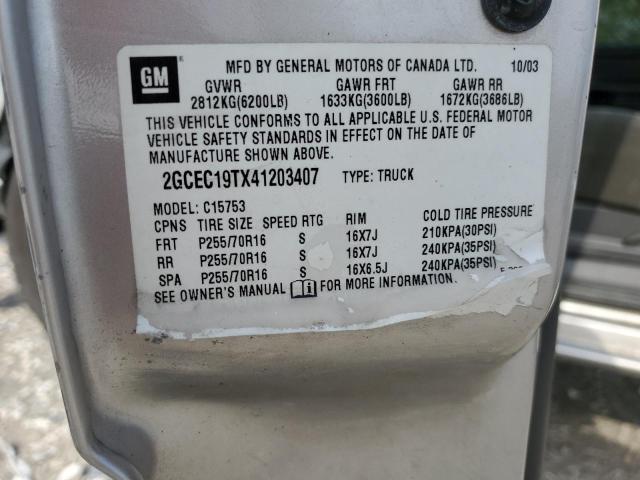 GM
MFD BY GENERAL MOTORS OF CANADA LTD. 10/03
GVWR GAWR FRT GAWR RR
2812KG(6200LB) 1633KG(3600LB) 1672KG(3686LB)
THIS VEHICLE CONFORMS TO ALL APPLICABLE U.S. FEDERAL MOTOR
VEHICLE SAFETY STANDARDS IN EFFECT ON THE DATE OF
MANUFACTURE SHOWN ABOVE.
2GCEC19TX41203407 TYPE: TRUCK
MODEL: C15753
CPNS TIRE SIZE SPEED RTG RIM COLD TIRE PRESSURE
FRT P255/70R16 S 16X7J 210KPA(30PSI)
RR P255/70R16 S 16X7J 240KPA(35PSI)
SPA P255/70R16 S 16X6.5J 240KPA(35PSI)
SEE OWNER'S MANUAL FOR MORE INFORMATION.